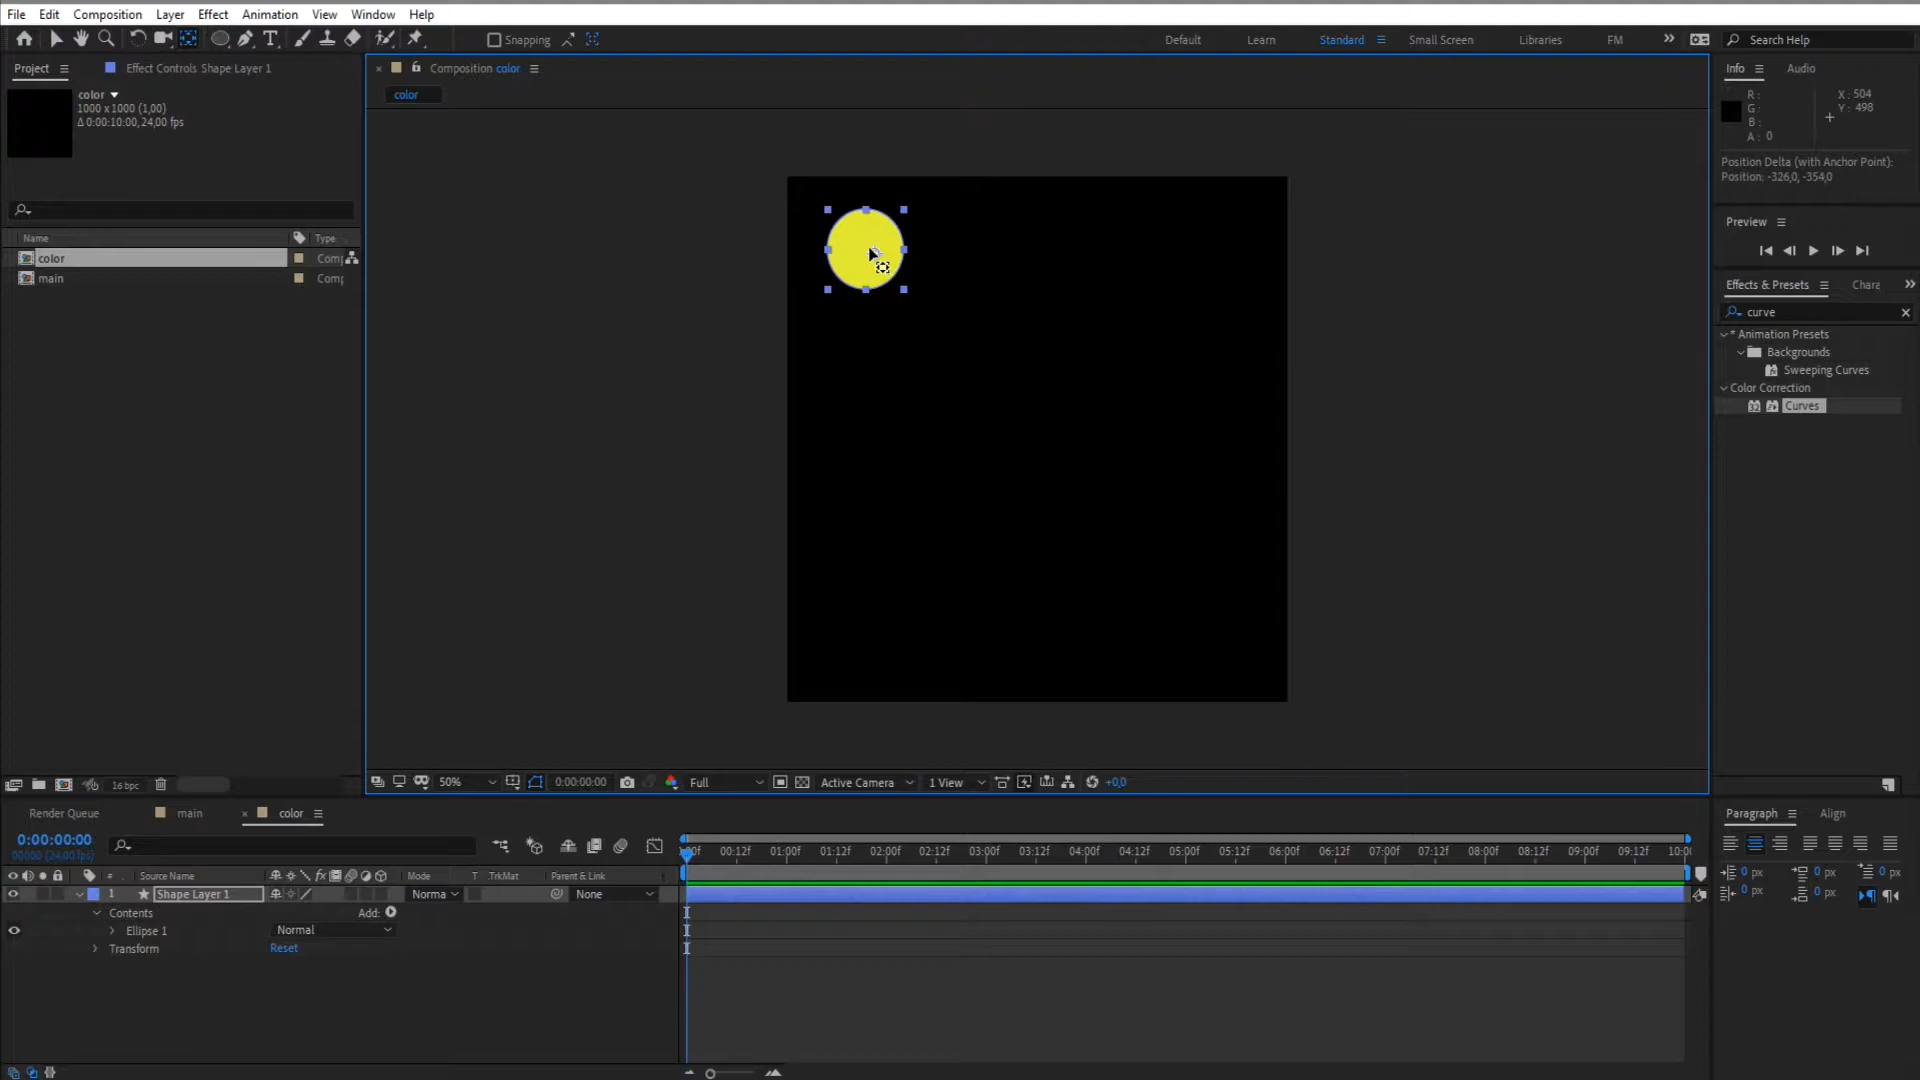 File Edit Composition Layer Effect Animation View Window Help
Snapping Default Learn Standard Small Screen Libraries FM Search Help
Project Effect Controls Shape Layer 1
Composition color
Info Audio
color
color
1000 x 1000 (1,00)
Δ 0:00:10:00, 24,00 fps
R :
G :
B :
A : 0
X : 504
Y : 498
Position Delta (with Anchor Point):
Position: -326,0, -354,0
Preview
Name Type
color Comp
main Comp
Effects & Presets Chara
curve
* Animation Presets
Backgrounds
Sweeping Curves
Color Correction
Curves
16 bpc
50% 0:00:00:00 Full Active Camera 1 View +0,0
Render Queue main color
Paragraph Align
0:00:00:00
00000 (24.00 fps)
00:12f 01:00f 01:12f 02:00f 02:12f 03:00f 03:12f 04:00f 04:12f 05:00f 05:12f 06:00f 06:12f 07:00f 07:12f 08:00f 08:12f 09:00f 09:12f 10:0
# Source Name Mode T .TrkMat Parent & Link
1 Shape Layer 1 Norma None
Contents Add:
Ellipse 1 Normal
Transform Reset
0 px 0 px 0 px
0 px 0 px